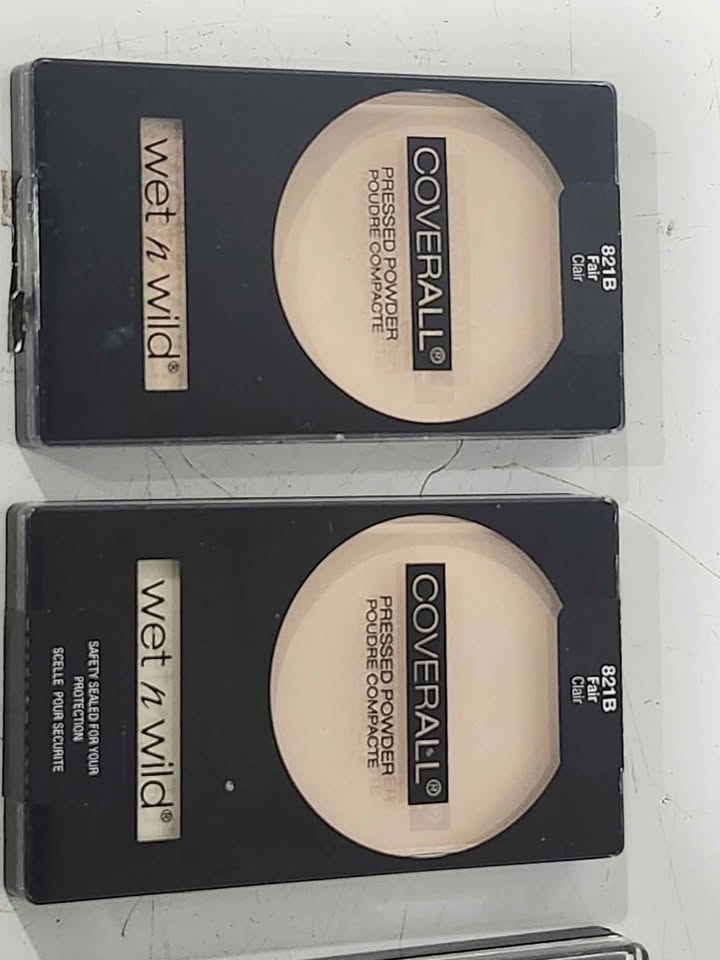 821B
Fair
Clair
COVERALL®
PRESSED POWDER
POUDRE COMPACTE
wet n wild®
821B
Fair
Clair
COVERALL®
PRESSED POWDER
POUDRE COMPACTE
wet n wild®
SAFETY SEALED FOR YOUR
PROTECTION
SCELLE POUR SECURITE